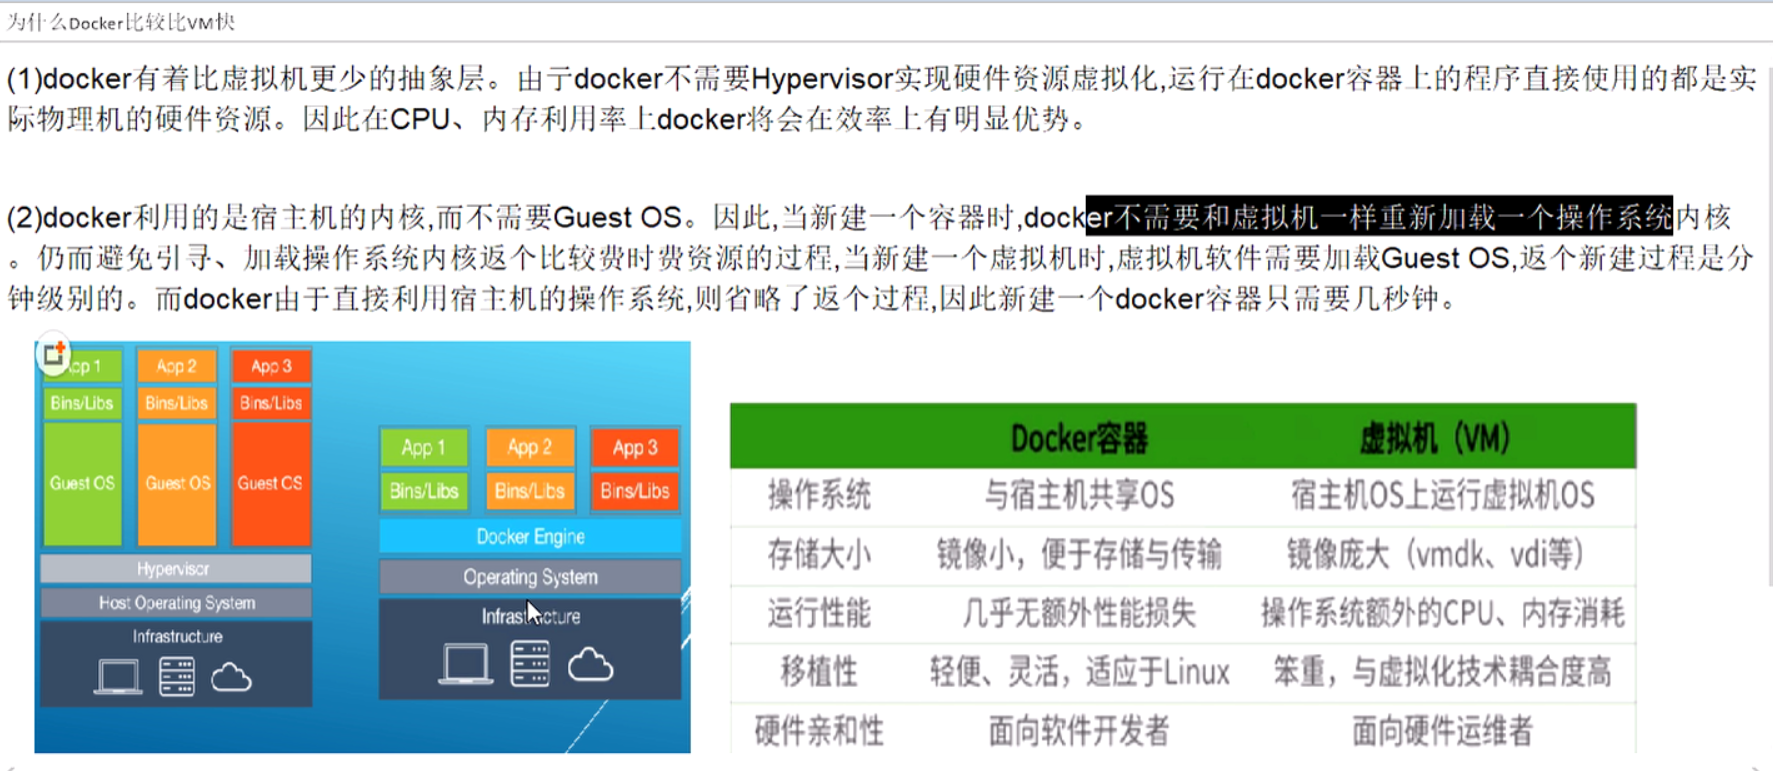 为什么Docker比较比VM快
(1)docker有着比虚拟机更少的抽象层。由亍docker不需要Hypervisor实现硬件资源虚拟化,运行在docker容器上的程序直接使用的都是实
际物理机的硬件资源。因此在CPU、内存利用率上docker将会在效率上有明显优势。
(2)docker利用的是宿主机的内核,而不需要Guest OS。因此,当新建一个容器时,docker不需要和虚拟机一样重新加载一个操作系统内核
。仍而避免引寻、加载操作系统内核返个比较费时费资源的过程,当新建一个虚拟机时,虚拟机软件需要加载Guest OS,返个新建过程是分
钟级别的。而docker由于直接利用宿主机的操作系统,则省略了返个过程,因此新建一个docker容器只需要几秒钟。
App 1 App 2 App 3
Bins/Libs Bins/Libs Bins/Libs
Guest OS Guest OS Guest OS
Hypervisor
Host Operating System
Infrastructure
App 1 App 2 App 3
Bins/Libs Bins/Libs Bins/Libs
Docker Engine
Operating System
Infrastructure
Docker容器 虚拟机（VM）
操作系统 与宿主机共享OS 宿主机OS上运行虚拟机OS
存储大小 镜像小，便于存储与传输 镜像庞大（vmdk、vdi等）
运行性能 几乎无额外性能损失 操作系统额外的CPU、内存消耗
移植性 轻便、灵活，适应于Linux 笨重，与虚拟化技术耦合度高
硬件亲和性 面向软件开发者 面向硬件运维者